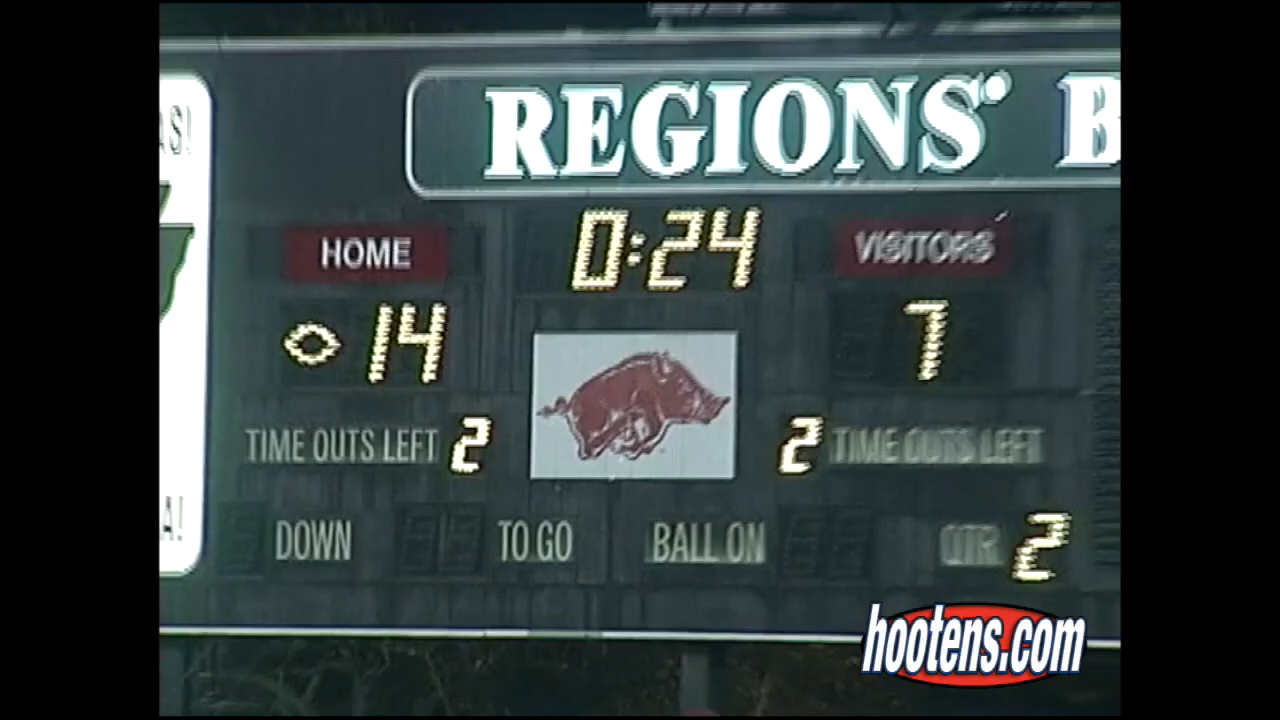 AS!
REGIONS® B
HOME 0:24 VISITORS
14 7
TIME OUTS LEFT 2 2 TIME OUTS LEFT
DOWN TO GO BALL ON QTR 2
A!
hootens.com